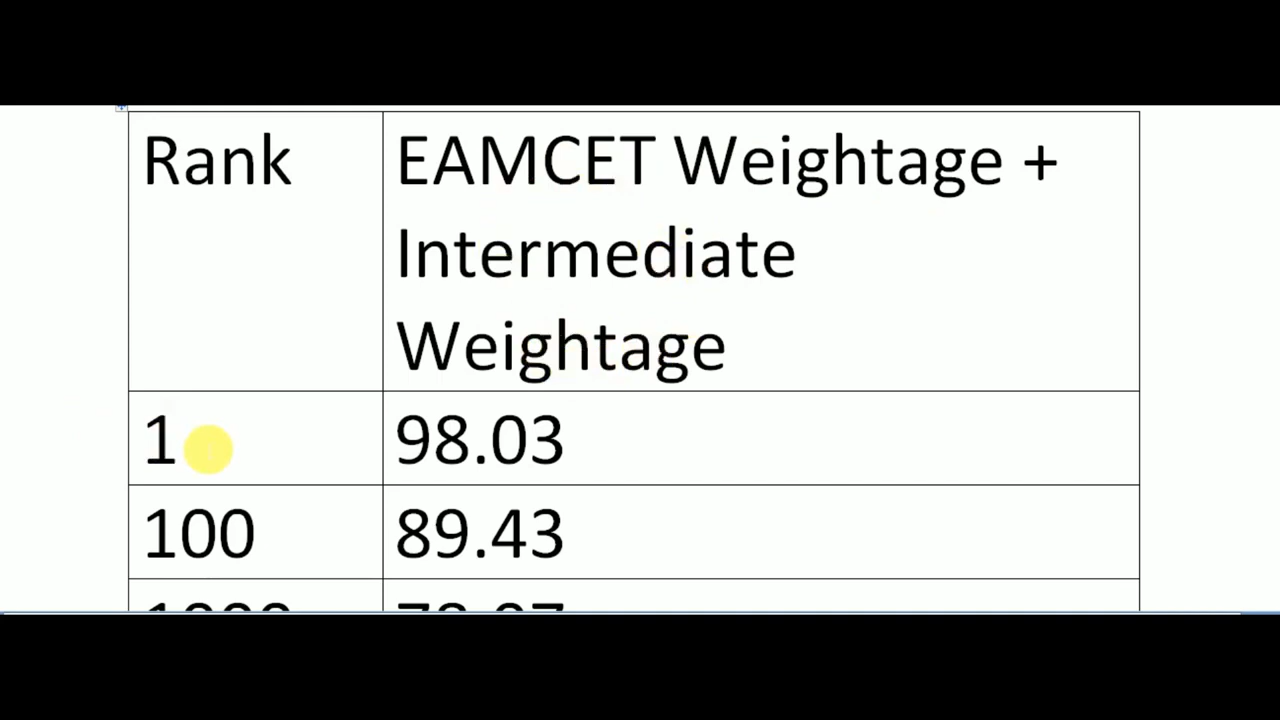 Rank
EAMCET Weightage +
Intermediate
Weightage
1
98.03
100
89.43